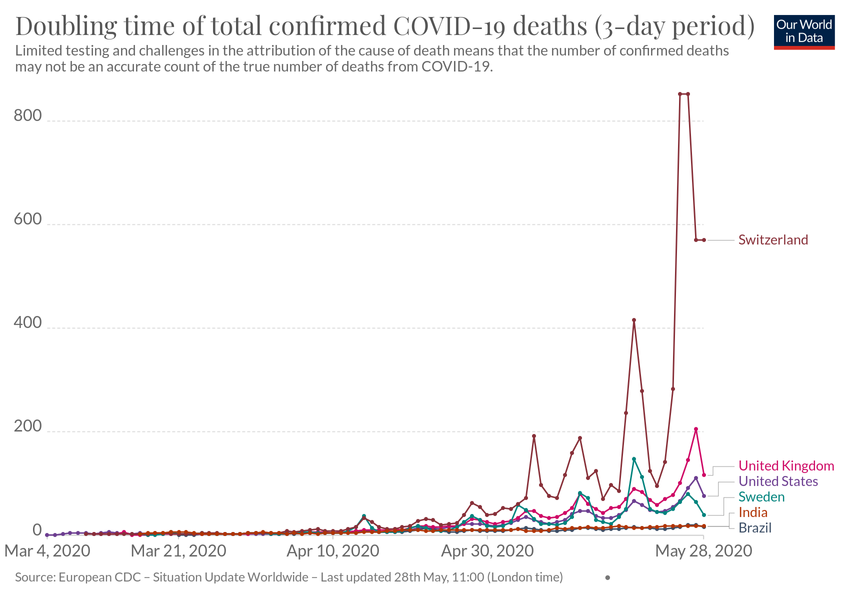 Doubling time of total confirmed COVID-19 deaths (3-day period)
Our World
in Data
Limited testing and challenges in the attribution of the cause of death means that the number of confirmed deaths
may not be an accurate count of the true number of deaths from COVID-19.
800
600
Switzerland
400
200
United Kingdom
United States
Sweden
India
Brazil
0
Mar 4, 2020
Mar 21, 2020
Apr 10, 2020
Apr 30, 2020
May 28, 2020
Source: European CDC – Situation Update Worldwide – Last updated 28th May, 11:00 (London time)